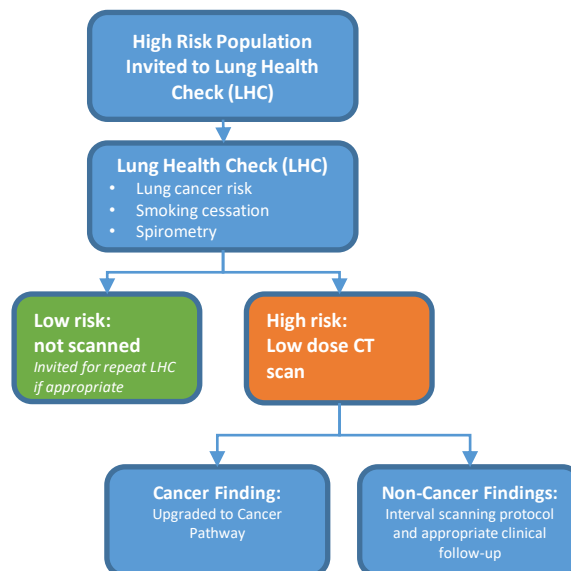 High Risk Population
Invited to Lung Health
Check (LHC)
Lung Health Check (LHC)
• Lung cancer risk
• Smoking cessation
• Spirometry
Low risk:
not scanned
Invited for repeat LHC
if appropriate
High risk:
Low dose CT
scan
Cancer Finding:
Upgraded to Cancer
Pathway
Non-Cancer Findings:
Interval scanning protocol
and appropriate clinical
follow-up